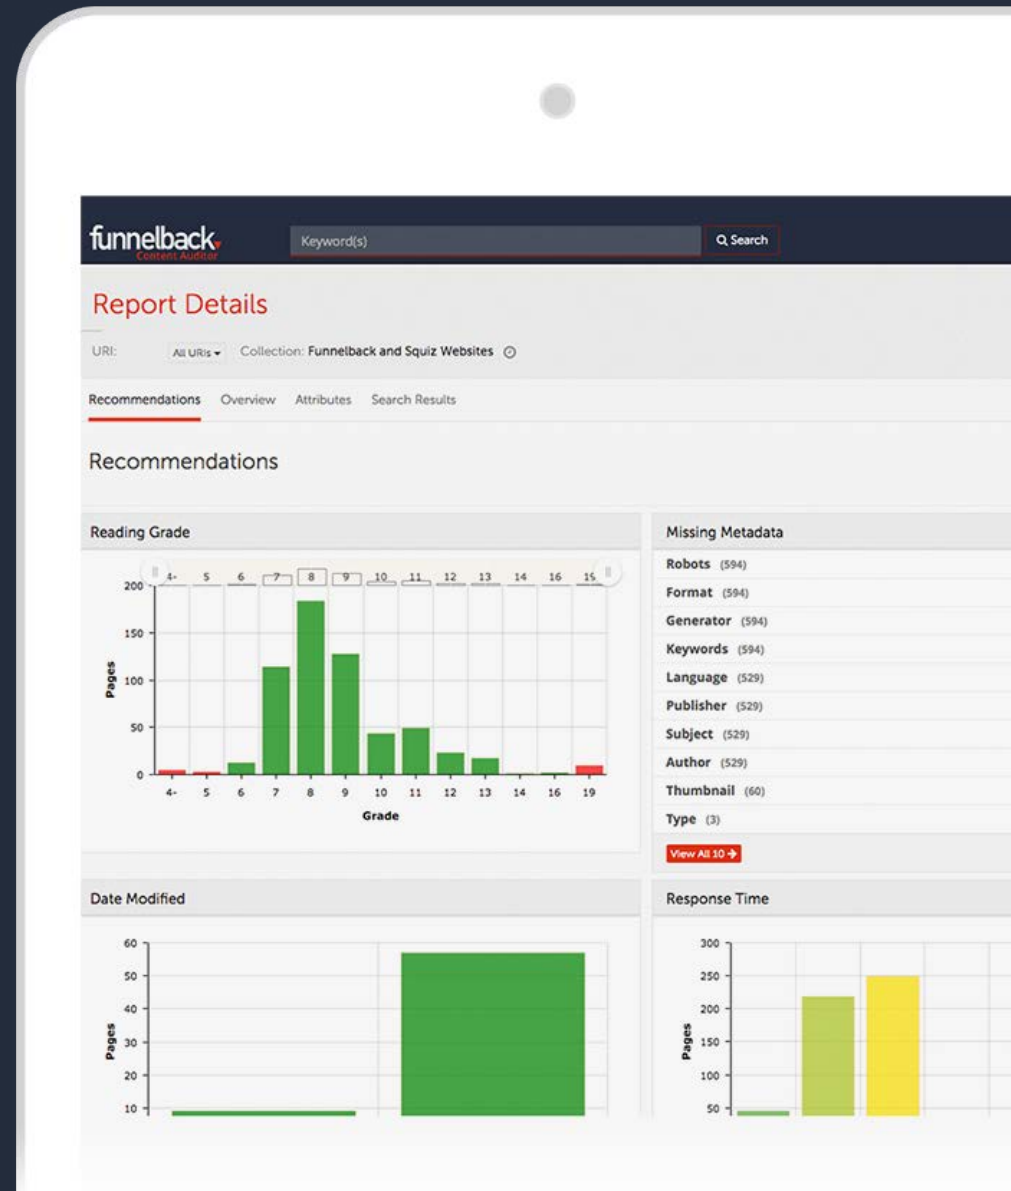 funnelback
Content Auditor
Keyword(s)
Search
Report Details
URI: All URIs Collection: Funnelback and Squiz Websites
Recommendations Overview Attributes Search Results
Recommendations
Reading Grade
4- 5 6 7 8 9 10 11 12 13 14 16 19
200
150
100
50
0
Pages
4- 5 6 7 8 9 10 11 12 13 14 16 19
Grade
Missing Metadata
Robots (594)
Format (594)
Generator (594)
Keywords (594)
Language (529)
Publisher (529)
Subject (529)
Author (529)
Thumbnail (60)
Type (3)
View All 10
Date Modified
60
50
40
30
20
10
Pages
Response Time
300
250
200
150
100
50
Pages